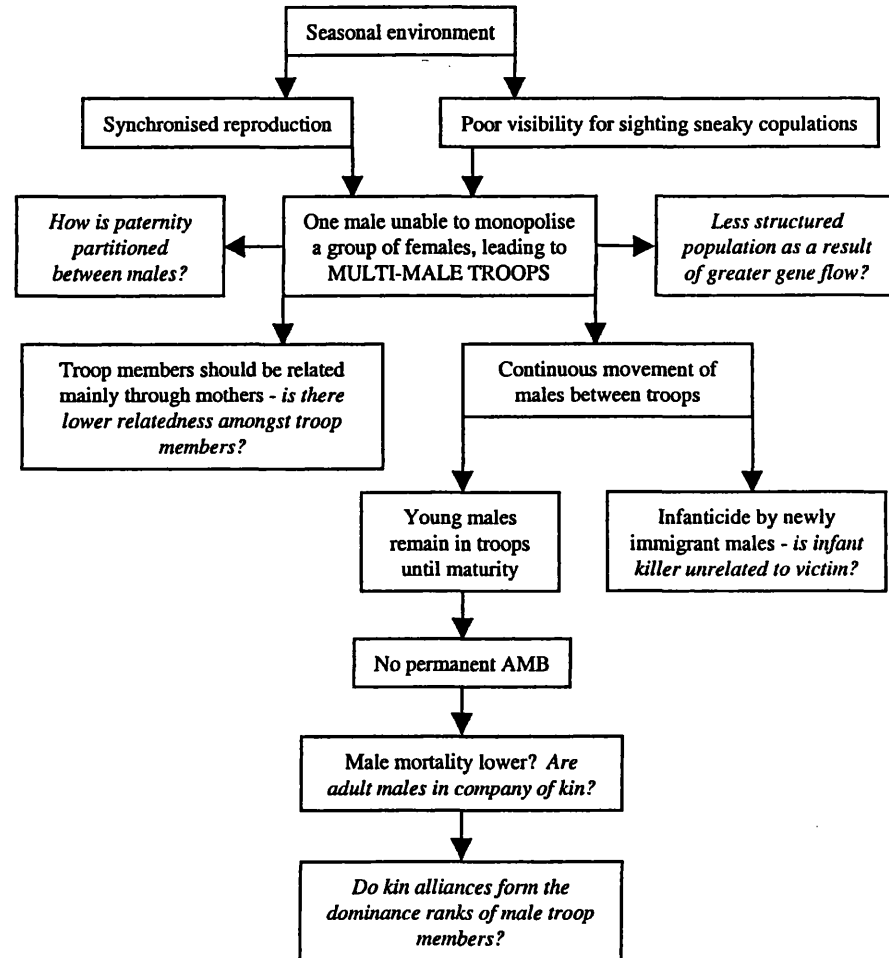 Seasonal environment
Synchronised reproduction
Poor visibility for sighting sneaky copulations
How is paternity
partitioned
between males?
One male unable to monopolise
a group of females, leading to
MULTI-MALE TROOPS
Less structured
population as a result
of greater gene flow?
Troop members should be related
mainly through mothers - is there
lower relatedness amongst troop
members?
Continuous movement of
males between troops
Young males
remain in troops
until maturity
Infanticide by newly
immigrant males - is infant
killer unrelated to victim?
No permanent AMB
Male mortality lower? Are
adult males in company of kin?
Do kin alliances form the
dominance ranks of male troop
members?